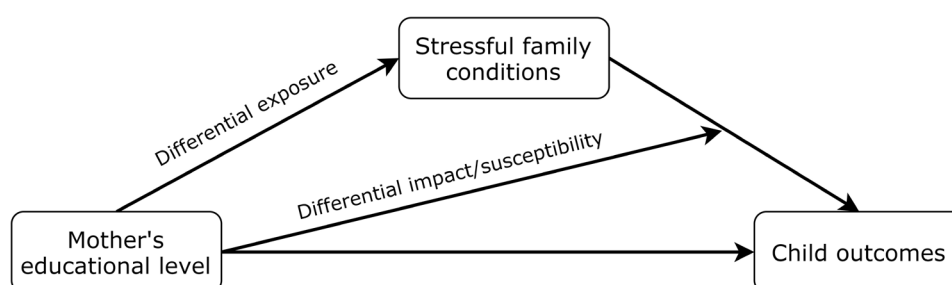 Stressful family
conditions
Differential exposure
Differential impact/susceptibility
Mother's
educational level
Child outcomes